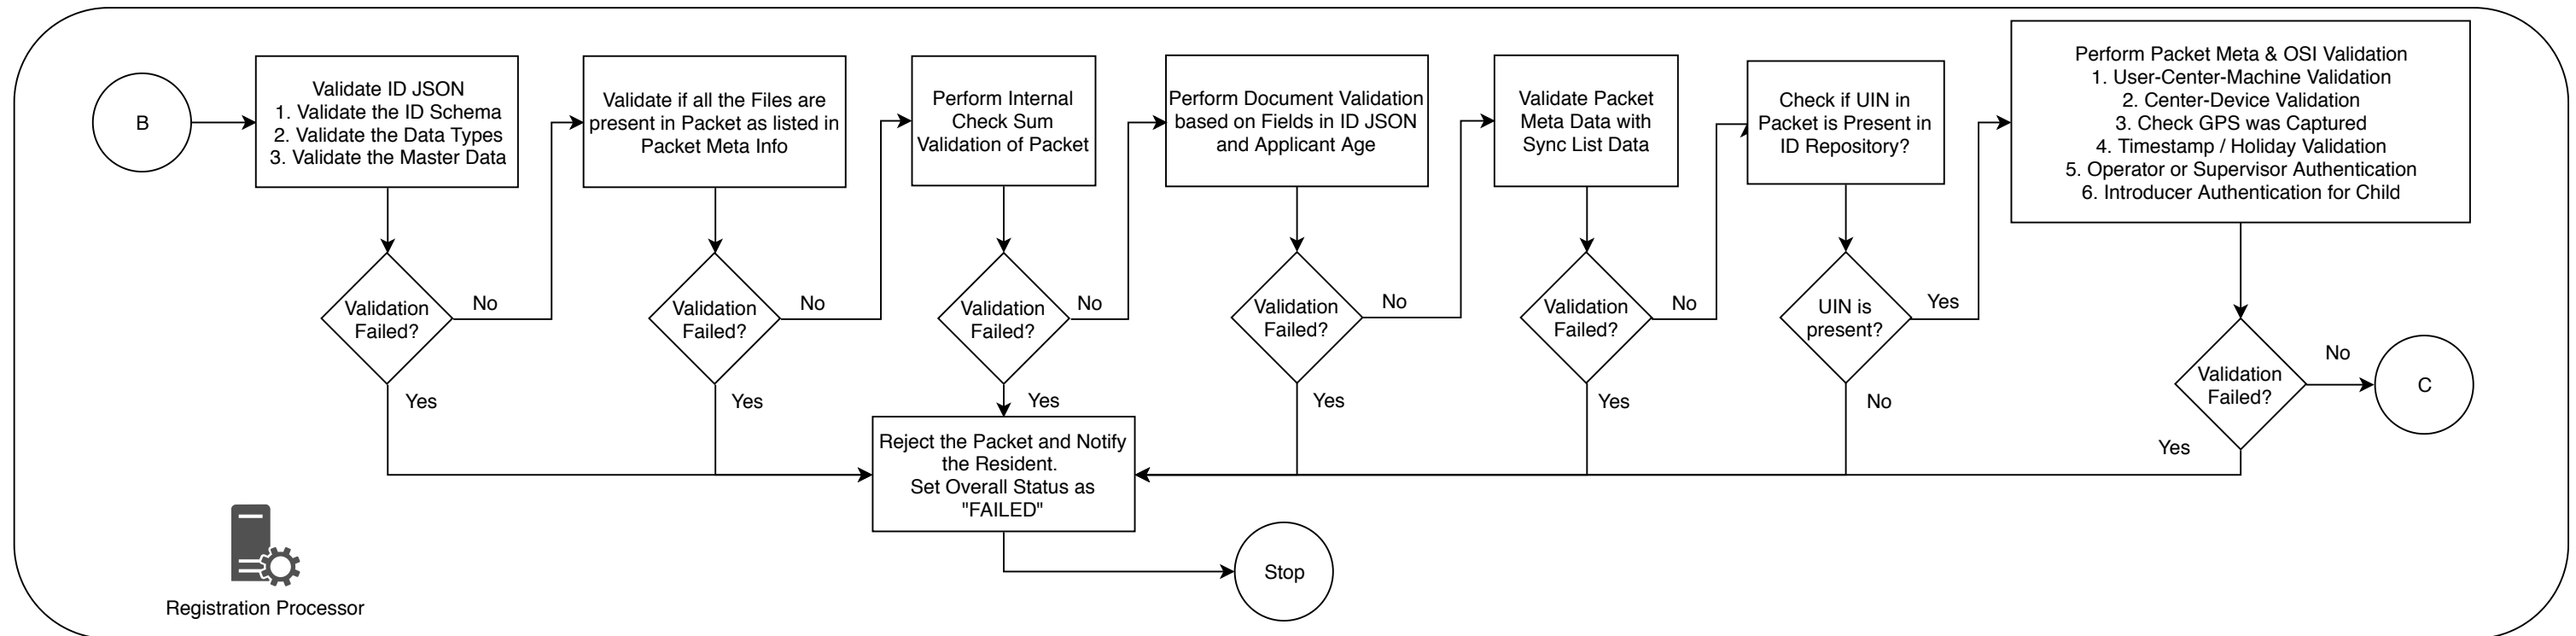 B
Validate ID JSON
1. Validate the ID Schema
2. Validate the Data Types
3. Validate the Master Data
Validate if all the Files are
present in Packet as listed in
Packet Meta Info
Perform Internal
Check Sum
Validation of Packet
Perform Document Validation
based on Fields in ID JSON
and Applicant Age
Validate Packet
Meta Data with
Sync List Data
Check if UIN in
Packet is Present in
ID Repository?
Perform Packet Meta & OSI Validation
1. User-Center-Machine Validation
2. Center-Device Validation
3. Check GPS was Captured
4. Timestamp / Holiday Validation
5. Operator or Supervisor Authentication
6. Introducer Authentication for Child
Validation
Failed?
No
Validation
Failed?
No
Validation
Failed?
No
Validation
Failed?
No
Validation
Failed?
No
UIN is
present?
Yes
Validation
Failed?
No
C
Yes
Yes
Yes
Yes
Yes
No
Yes
Reject the Packet and Notify
the Resident.
Set Overall Status as
"FAILED"
Stop
Registration Processor